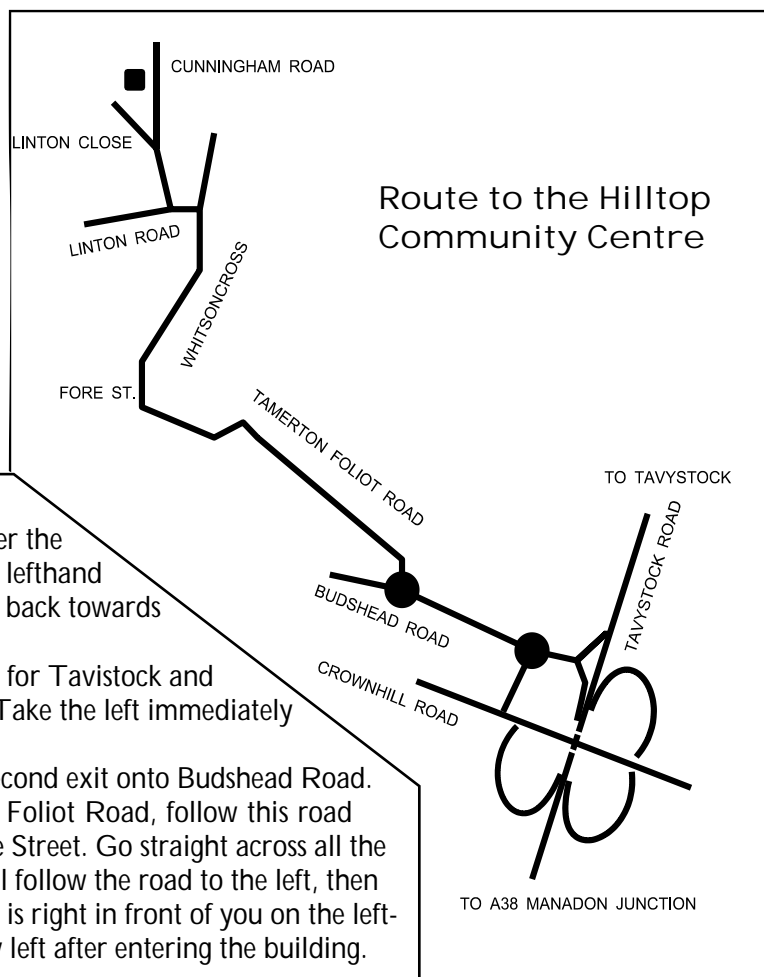 CUNNINGHAM ROAD
LINTON CLOSE
Route to the Hilltop
Community Centre
LINTON ROAD
WHITSONCROSS
FORE ST.
TAMERTON FOLIOT ROAD
TO TAVYSTOCK
TAVYSTOCK ROAD
BUDSHEAD ROAD
CROWNHILL ROAD
TO A38 MANADON JUNCTION
er the
lefthand
back towards
for Tavistock and
Take the left immediately
cond exit onto Budshead Road.
Foliot Road, follow this road
e Street. Go straight across all the
l follow the road to the left, then
is right in front of you on the left-
y left after entering the building.